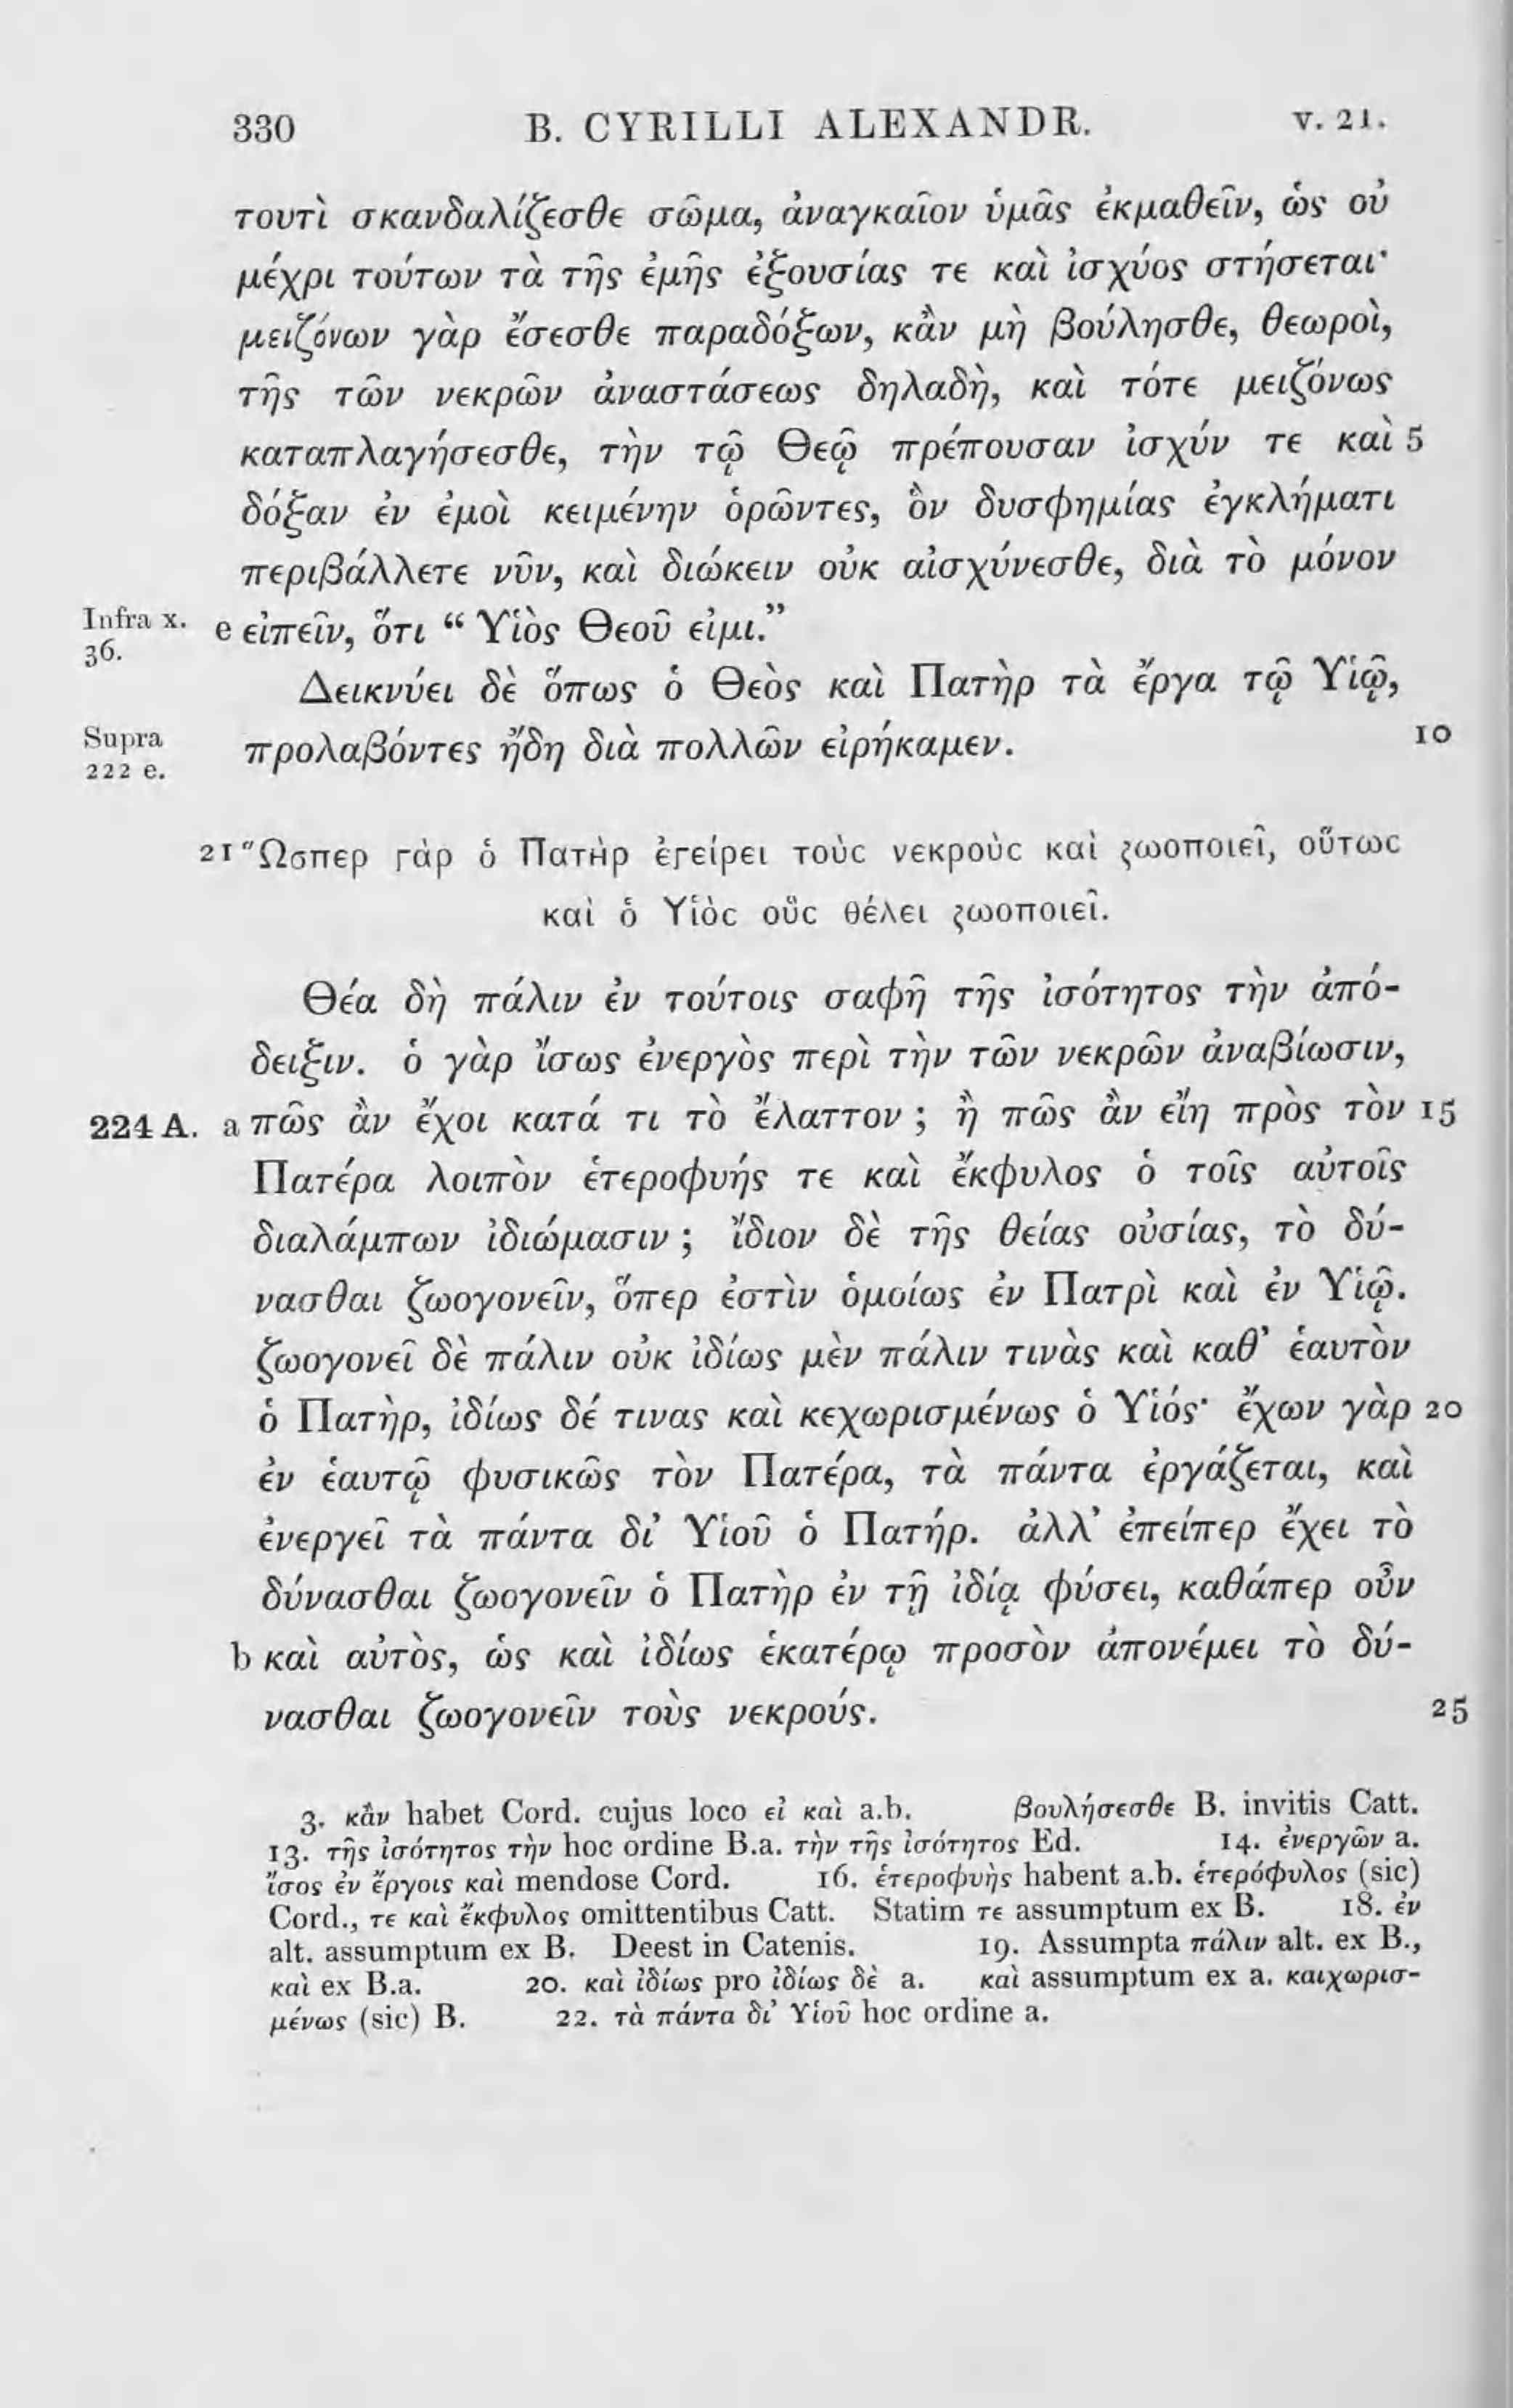 330 B. CYRILLI ALEXANDR. V. 21.
τουτὶ σκανδαλίζεσθε σῶμα, ἀναγκαῖον ὑμᾶς ἐκμαθεῖν, ὡς οὐ
μέχρι τούτων τὰ τῆς ἐμῆς ἐξουσίας τε καὶ ἰσχύος στήσεται·
μειζόνων γὰρ ἔσεσθε παραδόξων, κἂν μὴ βούλησθε, θεωροὶ,
τῆς τῶν νεκρῶν ἀναστάσεως δηλαδὴ, καὶ τότε μειζόνως
καταπλαγήσεσθε, τὴν τῷ Θεῷ πρέπουσαν ἰσχύν τε καὶ 5
δόξαν ἐν ἐμοὶ κειμένην ὁρῶντες, ὃν δυσφημίας ἐγκλήματι
περιβάλλετε νῦν, καὶ διώκειν οὐκ αἰσχύνεσθε, διὰ τὸ μόνον
Infra x. 36. e εἰπεῖν, ὅτι “ Υἱὸς Θεοῦ εἰμι.”
Δεικνύει δὲ ὅπως ὁ Θεὸς καὶ Πατὴρ τὰ ἔργα τῷ Υἱῷ,
Supra 222 e. προλαβόντες ἤδη διὰ πολλῶν εἰρήκαμεν. 10
21 Ὥσπερ γὰρ ὁ Πατὴρ ἐγείρει τοὺς νεκροὺς καὶ ζωοποιεῖ, οὕτως
καὶ ὁ Υἱὸς οὓς θέλει ζωοποιεῖ.
Θέα δὴ πάλιν ἐν τούτοις σαφῆ τῆς ἰσότητος τὴν ἀπό-
δειξιν. ὁ γὰρ ἴσως ἐνεργὸς περὶ τὴν τῶν νεκρῶν ἀναβίωσιν,
224 A. a πῶς ἂν ἔχοι κατά τι τὸ ἔλαττον ; ἢ πῶς ἂν εἴη πρὸς τὸν 15
Πατέρα λοιπὸν ἑτεροφυής τε καὶ ἔκφυλος ὁ τοῖς αὐτοῖς
διαλάμπων ἰδιώμασιν ; ἴδιον δὲ τῆς θείας οὐσίας, τὸ δύ-
νασθαι ζωογονεῖν, ὅπερ ἐστὶν ὁμοίως ἐν Πατρὶ καὶ ἐν Υἱῷ.
ζωογονεῖ δὲ πάλιν οὐκ ἰδίως μὲν πάλιν τινὰς καὶ καθ’ ἑαυτὸν
ὁ Πατὴρ, ἰδίως δέ τινας καὶ κεχωρισμένως ὁ Υἱός· ἔχων γὰρ 20
ἐν ἑαυτῷ φυσικῶς τὸν Πατέρα, τὰ πάντα ἐργάζεται, καὶ
ἐνεργεῖ τὰ πάντα δι’ Υἱοῦ ὁ Πατήρ. ἀλλ’ ἐπείπερ ἔχει τὸ
δύνασθαι ζωογονεῖν ὁ Πατὴρ ἐν τῇ ἰδίᾳ φύσει, καθάπερ οὖν
b καὶ αὐτὸς, ὡς καὶ ἰδίως ἑκατέρῳ προσὸν ἀπονέμει τὸ δύ-
νασθαι ζωογονεῖν τοὺς νεκρούς. 25
3. κἂν habet Cord. cujus loco εἰ καὶ a.b. βουλήσεσθε B. invitis Catt.
13. τῆς ἰσότητος τὴν hoc ordine B.a. τὴν τῆς ἰσότητος Ed. 14. ἐνεργῶν a.
ἴσος ἐν ἔργοις καὶ mendose Cord. 16. ἑτεροφυὴς habent a.b. ἑτερόφυλος (sic)
Cord., τε καὶ ἔκφυλος omittentibus Catt. Statim τε assumptum ex B. 18. ἐν
alt. assumptum ex B. Deest in Catenis. 19. Assumpta πάλιν alt. ex B.,
καὶ ex B.a. 20. καὶ ἰδίως pro ἰδίως δὲ a. καὶ assumptum ex a. καιχωρισ-
μένως (sic) B. 22. τὰ πάντα δι’ Υἱοῦ hoc ordine a.